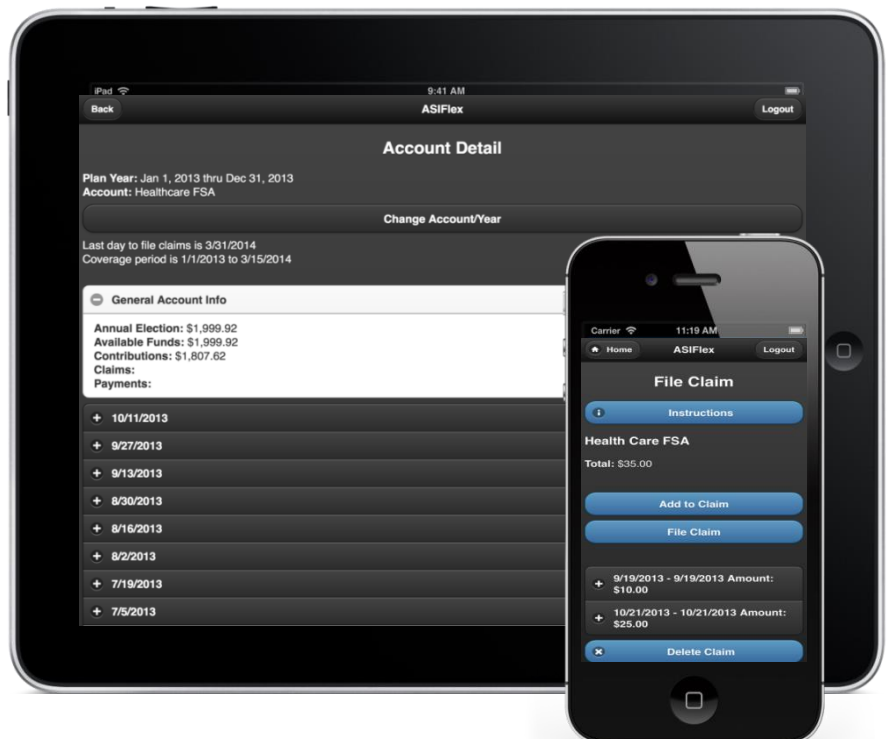 iPad 9:41 AM
Back ASIFlex Logout
Account Detail
Plan Year: Jan 1, 2013 thru Dec 31, 2013
Account: Healthcare FSA
Change Account/Year
Last day to file claims is 3/31/2014
Coverage period is 1/1/2013 to 3/15/2014
General Account Info
Annual Election: $1,999.92
Available Funds: $1,999.92
Contributions: $1,807.62
Claims:
Payments:
10/11/2013
9/27/2013
9/13/2013
8/30/2013
8/16/2013
8/2/2013
7/19/2013
7/5/2013
Carrier 11:19 AM
Home ASIFlex Logout
File Claim
Instructions
Health Care FSA
Total: $35.00
Add to Claim
File Claim
9/19/2013 - 9/19/2013 Amount:
$10.00
10/21/2013 - 10/21/2013 Amount:
$25.00
Delete Claim